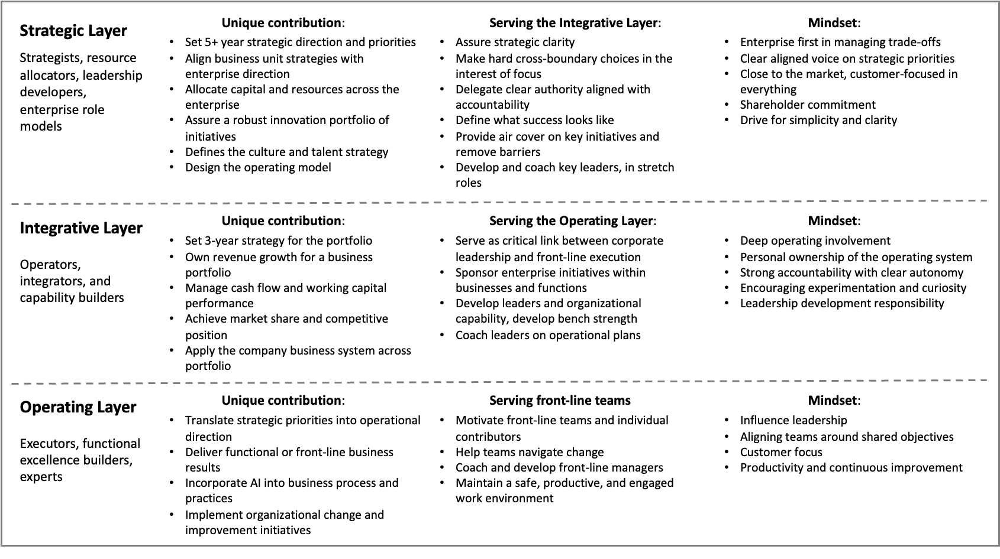 Strategic Layer
Strategists, resource
allocators, leadership
developers,
enterprise role
models
Unique contribution:
• Set 5+ year strategic direction and priorities
• Align business unit strategies with
enterprise direction
• Allocate capital and resources across the
enterprise
• Assure a robust innovation portfolio of
initiatives
• Defines the culture and talent strategy
• Design the operating model
Serving the Integrative Layer:
• Assure strategic clarity
• Make hard cross-boundary choices in the
interest of focus
• Delegate clear authority aligned with
accountability
• Define what success looks like
• Provide air cover on key initiatives and
remove barriers
• Develop and coach key leaders, in stretch
roles
Mindset:
• Enterprise first in managing trade-offs
• Clear aligned voice on strategic priorities
• Close to the market, customer-focused in
everything
• Shareholder commitment
• Drive for simplicity and clarity
Integrative Layer
Operators,
integrators, and
capability builders
Unique contribution:
• Set 3-year strategy for the portfolio
• Own revenue growth for a business
portfolio
• Manage cash flow and working capital
performance
• Achieve market share and competitive
position
• Apply the company business system across
portfolio
Serving the Operating Layer:
• Serve as critical link between corporate
leadership and front-line execution
• Sponsor enterprise initiatives within
businesses and functions
• Develop leaders and organizational
capability, develop bench strength
• Coach leaders on operational plans
Mindset:
• Deep operating involvement
• Personal ownership of the operating system
• Strong accountability with clear autonomy
• Encouraging experimentation and curiosity
• Leadership development responsibility
Operating Layer
Executors, functional
excellence builders,
experts
Unique contribution:
• Translate strategic priorities into operational
direction
• Deliver functional or front-line business
results
• Incorporate AI into business process and
practices
• Implement organizational change and
improvement initiatives
Serving front-line teams
• Motivate front-line teams and individual
contributors
• Help teams navigate change
• Coach and develop front-line managers
• Maintain a safe, productive, and engaged
work environment
Mindset:
• Influence leadership
• Aligning teams around shared objectives
• Customer focus
• Productivity and continuous improvement